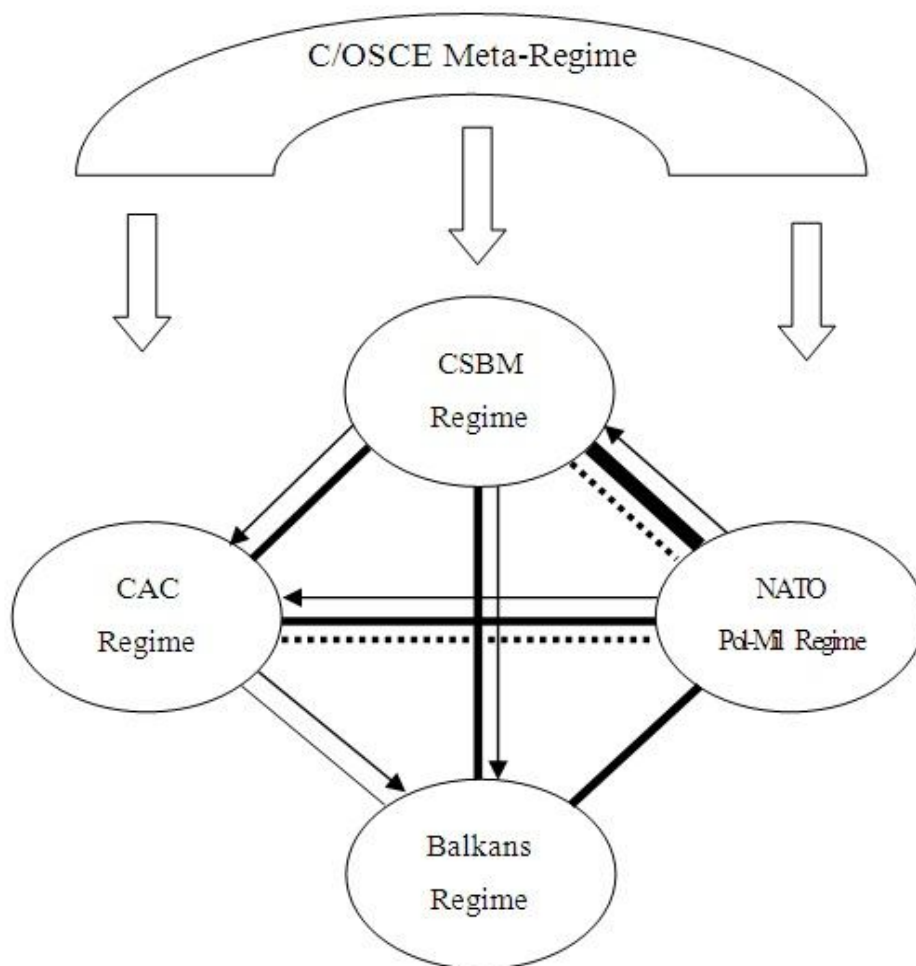 C/OSCE Meta-Regime
CSBM
Regime
CAC
Regime
NATO
Pol-Mil Regime
Balkans
Regime